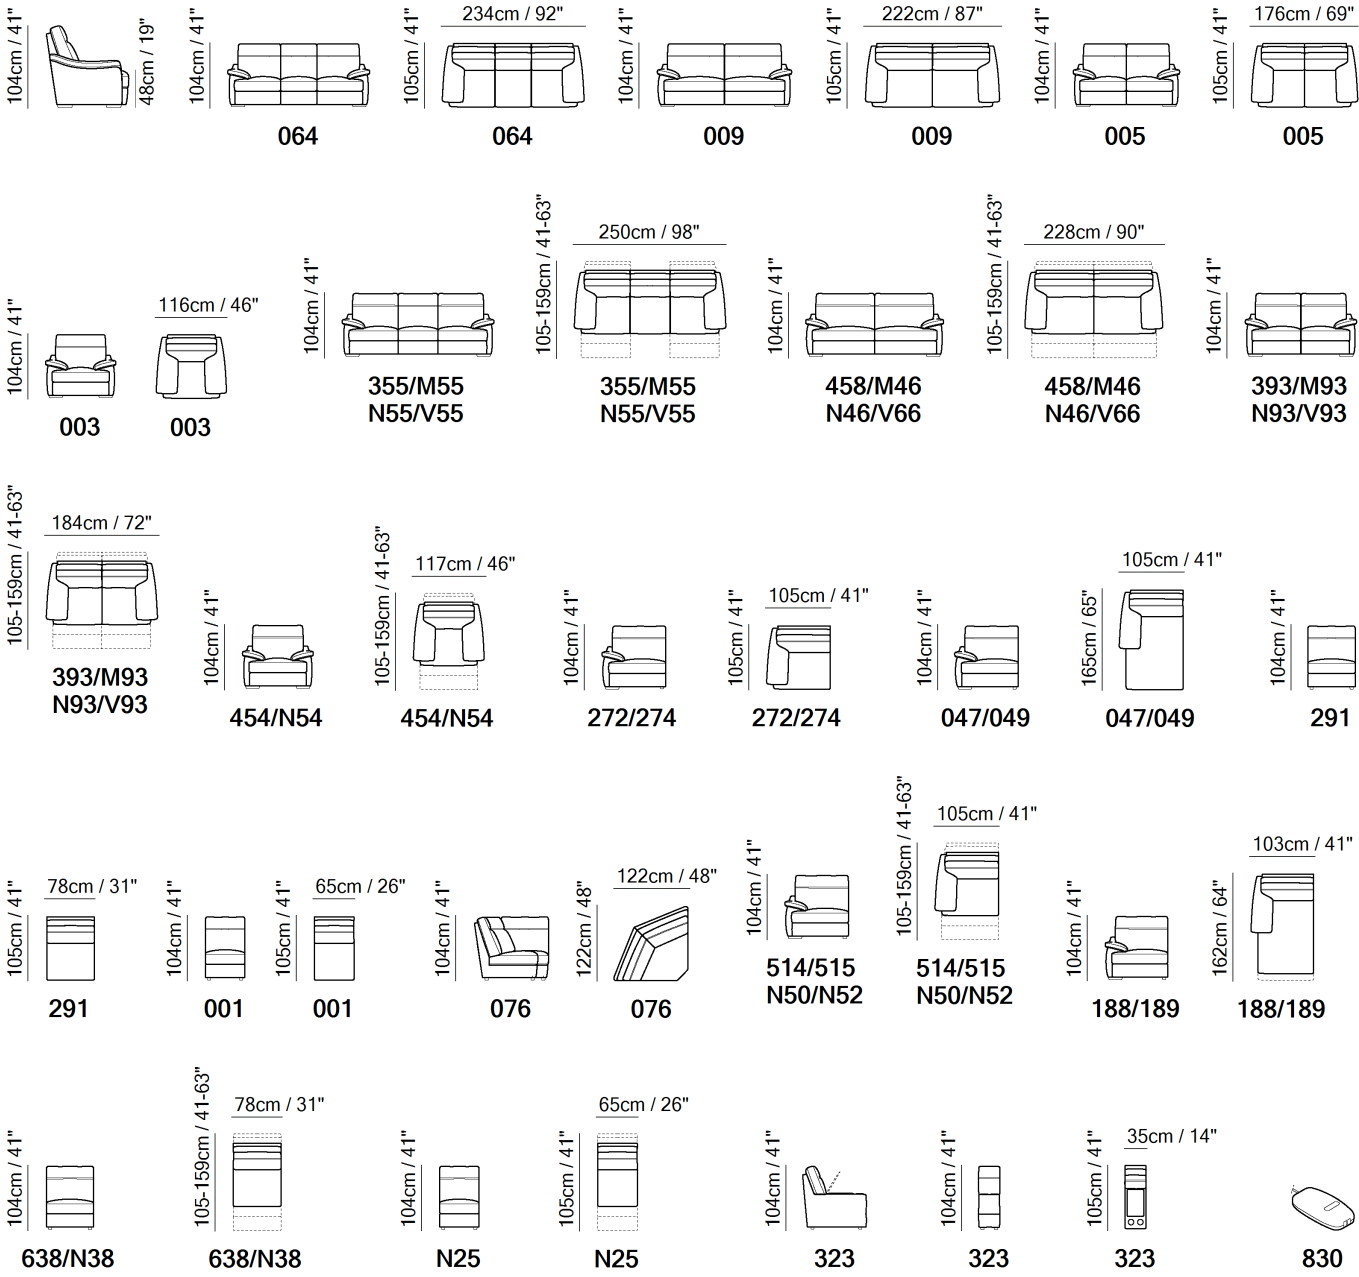 104cm / 41"
48cm / 19"
104cm / 41"
064
105cm / 41"
234cm / 92"
064
104cm / 41"
009
105cm / 41"
222cm / 87"
009
104cm / 41"
005
105cm / 41"
176cm / 69"
005
104cm / 41"
003
116cm / 46"
003
104cm / 41"
355/M55
N55/V55
105-159cm / 41-63"
250cm / 98"
355/M55
N55/V55
104cm / 41"
458/M46
N46/V66
105-159cm / 41-63"
228cm / 90"
458/M46
N46/V66
104cm / 41"
393/M93
N93/V93
105-159cm / 41-63"
184cm / 72"
393/M93
N93/V93
104cm / 41"
454/N54
105-159cm / 41-63"
117cm / 46"
454/N54
104cm / 41"
272/274
105cm / 41"
105cm / 41"
272/274
104cm / 41"
047/049
165cm / 65"
105cm / 41"
047/049
104cm / 41"
291
105cm / 41"
78cm / 31"
291
104cm / 41"
001
105cm / 41"
65cm / 26"
001
104cm / 41"
076
122cm / 48"
122cm / 48"
076
104cm / 41"
514/515
N50/N52
105-159cm / 41-63"
105cm / 41"
514/515
N50/N52
104cm / 41"
188/189
162cm / 64"
103cm / 41"
188/189
104cm / 41"
638/N38
105-159cm / 41-63"
78cm / 31"
638/N38
104cm / 41"
N25
105cm / 41"
65cm / 26"
N25
104cm / 41"
323
104cm / 41"
323
105cm / 41"
35cm / 14"
323
830